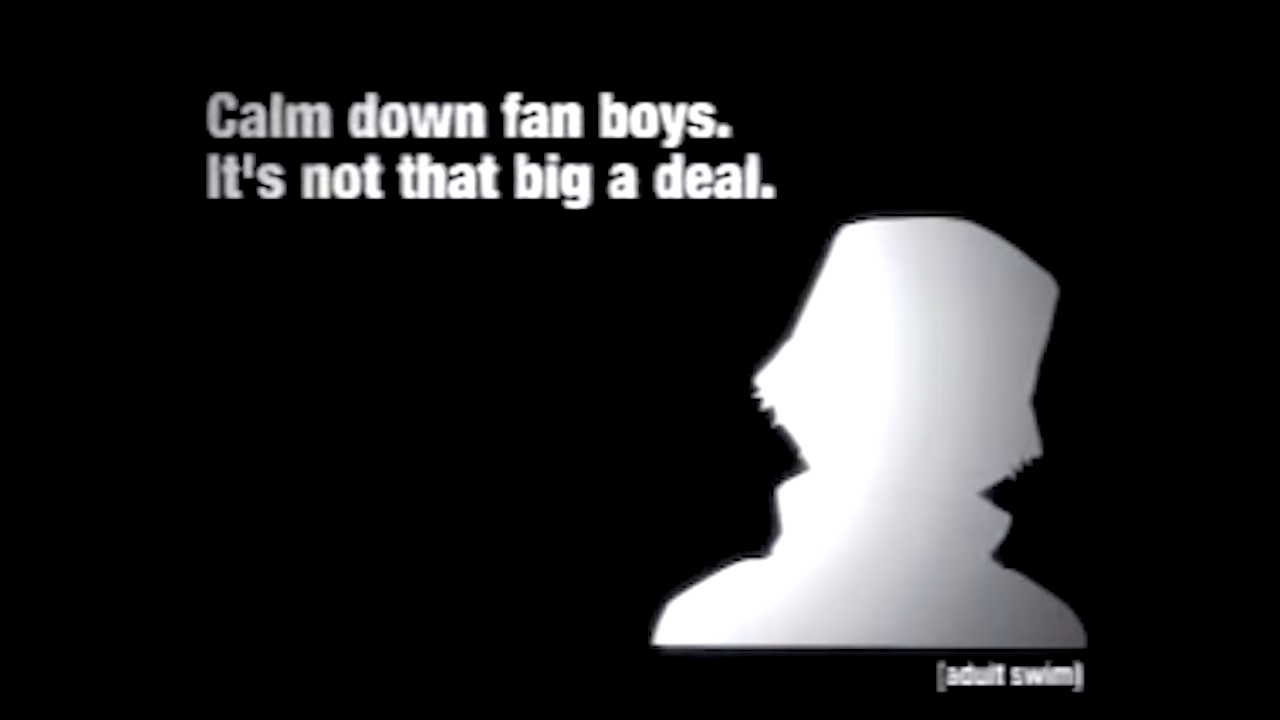 Calm down fan boys.
It's not that big a deal.
[adult swim]